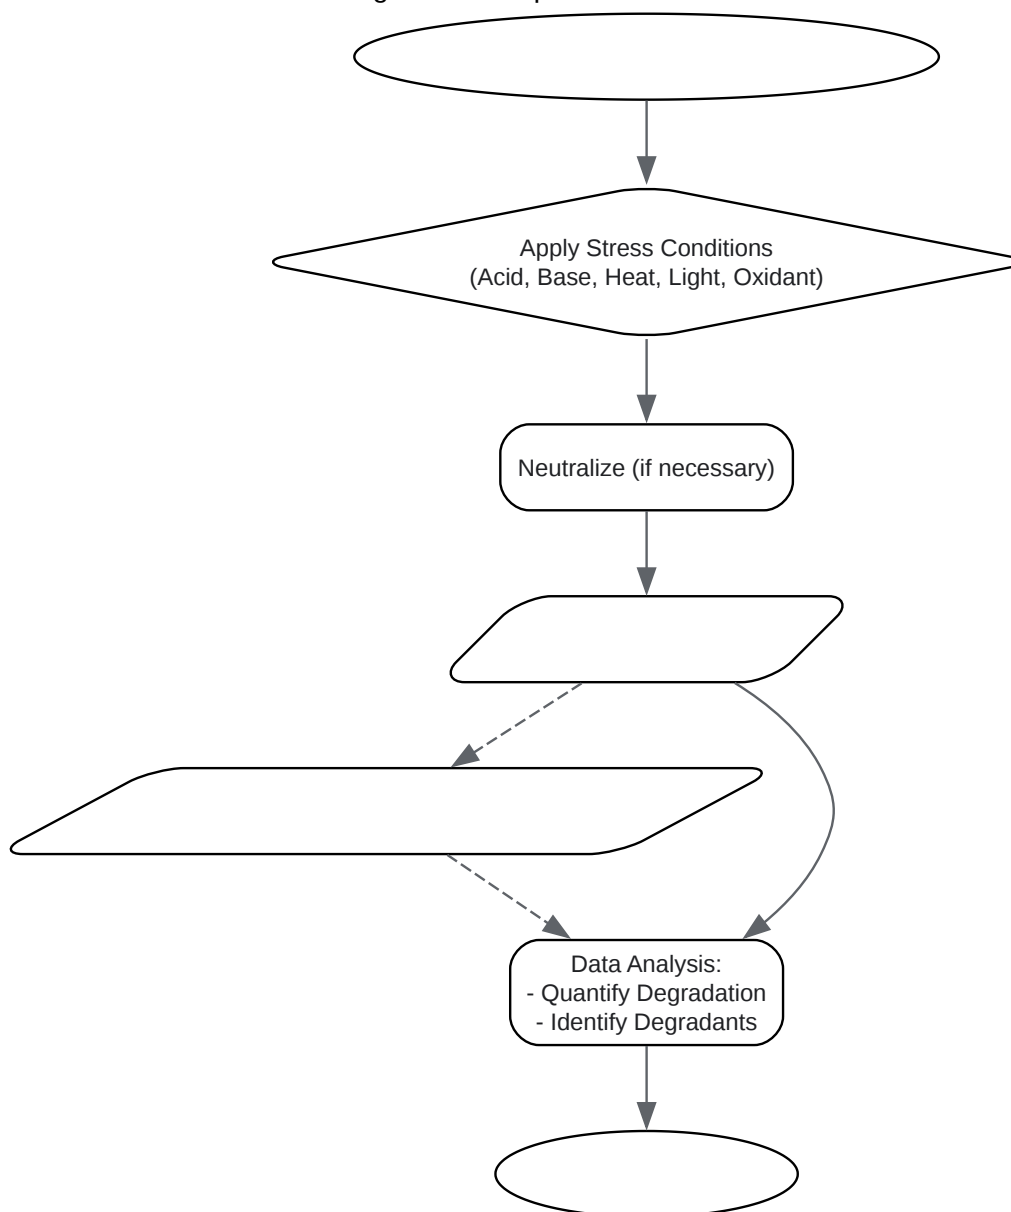 Apply Stress Conditions
(Acid, Base, Heat, Light, Oxidant)
Neutralize (if necessary)
Data Analysis:
- Quantify Degradation
- Identify Degradants